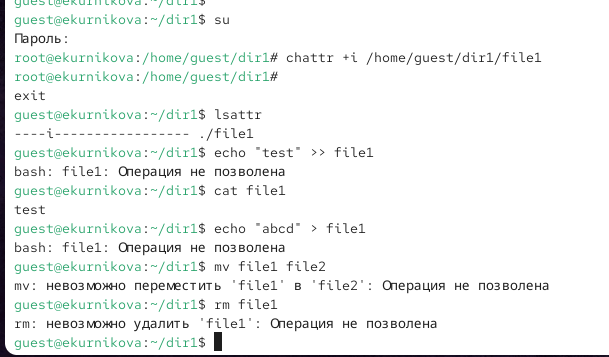 guest@ekurnikova:~/dir1$
guest@ekurnikova:~/dir1$ su
Пароль:
root@ekurnikova:/home/guest/dir1# chattr +i /home/guest/dir1/file1
root@ekurnikova:/home/guest/dir1#
exit
guest@ekurnikova:~/dir1$ lsattr
----i----------------- ./file1
guest@ekurnikova:~/dir1$ echo "test" >> file1
bash: file1: Операция не позволена
guest@ekurnikova:~/dir1$ cat file1
test
guest@ekurnikova:~/dir1$ echo "abcd" > file1
bash: file1: Операция не позволена
guest@ekurnikova:~/dir1$ mv file1 file2
mv: невозможно переместить 'file1' в 'file2': Операция не позволена
guest@ekurnikova:~/dir1$ rm file1
rm: невозможно удалить 'file1': Операция не позволена
guest@ekurnikova:~/dir1$